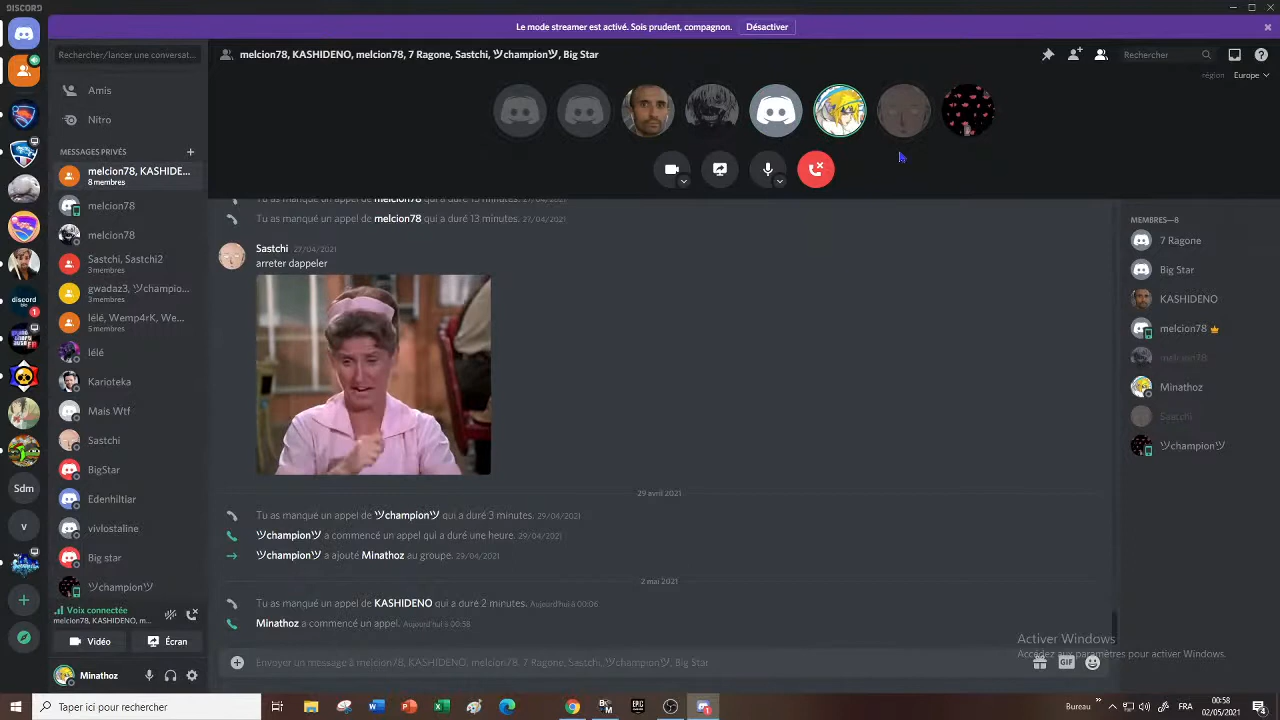 DISCORD
Le mode streamer est activé. Sois prudent, compagnon. Désactiver
Rechercher/lancer une conversat...
melcion78, KASHIDENO, melcion78, 7 Ragone, Sastchi, ツchampionツ, Big Star
Rechercher
région Europe
Amis
Nitro
MESSAGES PRIVÉS
melcion78, KASHIDE...
8 membres
melcion78
melcion78
Sastchi, Sastchi2
3 membres
gwadaz3, ツchampio...
3 membres
lélé, Wemp4rK, We...
5 membres
lélé
Karioteka
Mais Wtf
Sastchi
BigStar
Edenhiltiar
vivlostaline
Big star
ツchampionツ
discord
1
Sdm
v
Voix connectée
melcion78, KASHIDENO, m...
Vidéo
Écran
Minathoz
Tu as manqué un appel de melcion78 qui a duré 13 minutes. 27/04/2021
Tu as manqué un appel de melcion78 qui a duré 13 minutes. 27/04/2021
Sastchi 27/04/2021
arreter dappeler
29 avril 2021
Tu as manqué un appel de ツchampionツ qui a duré 3 minutes. 29/04/2021
ツchampionツ a commencé un appel qui a duré une heure. 29/04/2021
ツchampionツ a ajouté Minathoz au groupe. 29/04/2021
2 mai 2021
Tu as manqué un appel de KASHIDENO qui a duré 2 minutes. Aujourd'hui à 00:06
Minathoz a commencé un appel. Aujourd'hui à 00:58
Envoyer un message à melcion78, KASHIDENO, melcion78, 7 Ragone, Sastchi, ツchampionツ, Big Star
GIF
MEMBRES—8
7 Ragone
Big Star
KASHIDENO
melcion78
melcion78
Minathoz
Sastchi
ツchampionツ
Activer Windows
Accédez aux paramètres pour activer Windows.
Taper ici pour rechercher
Bureau
FRA
00:58
02/05/2021